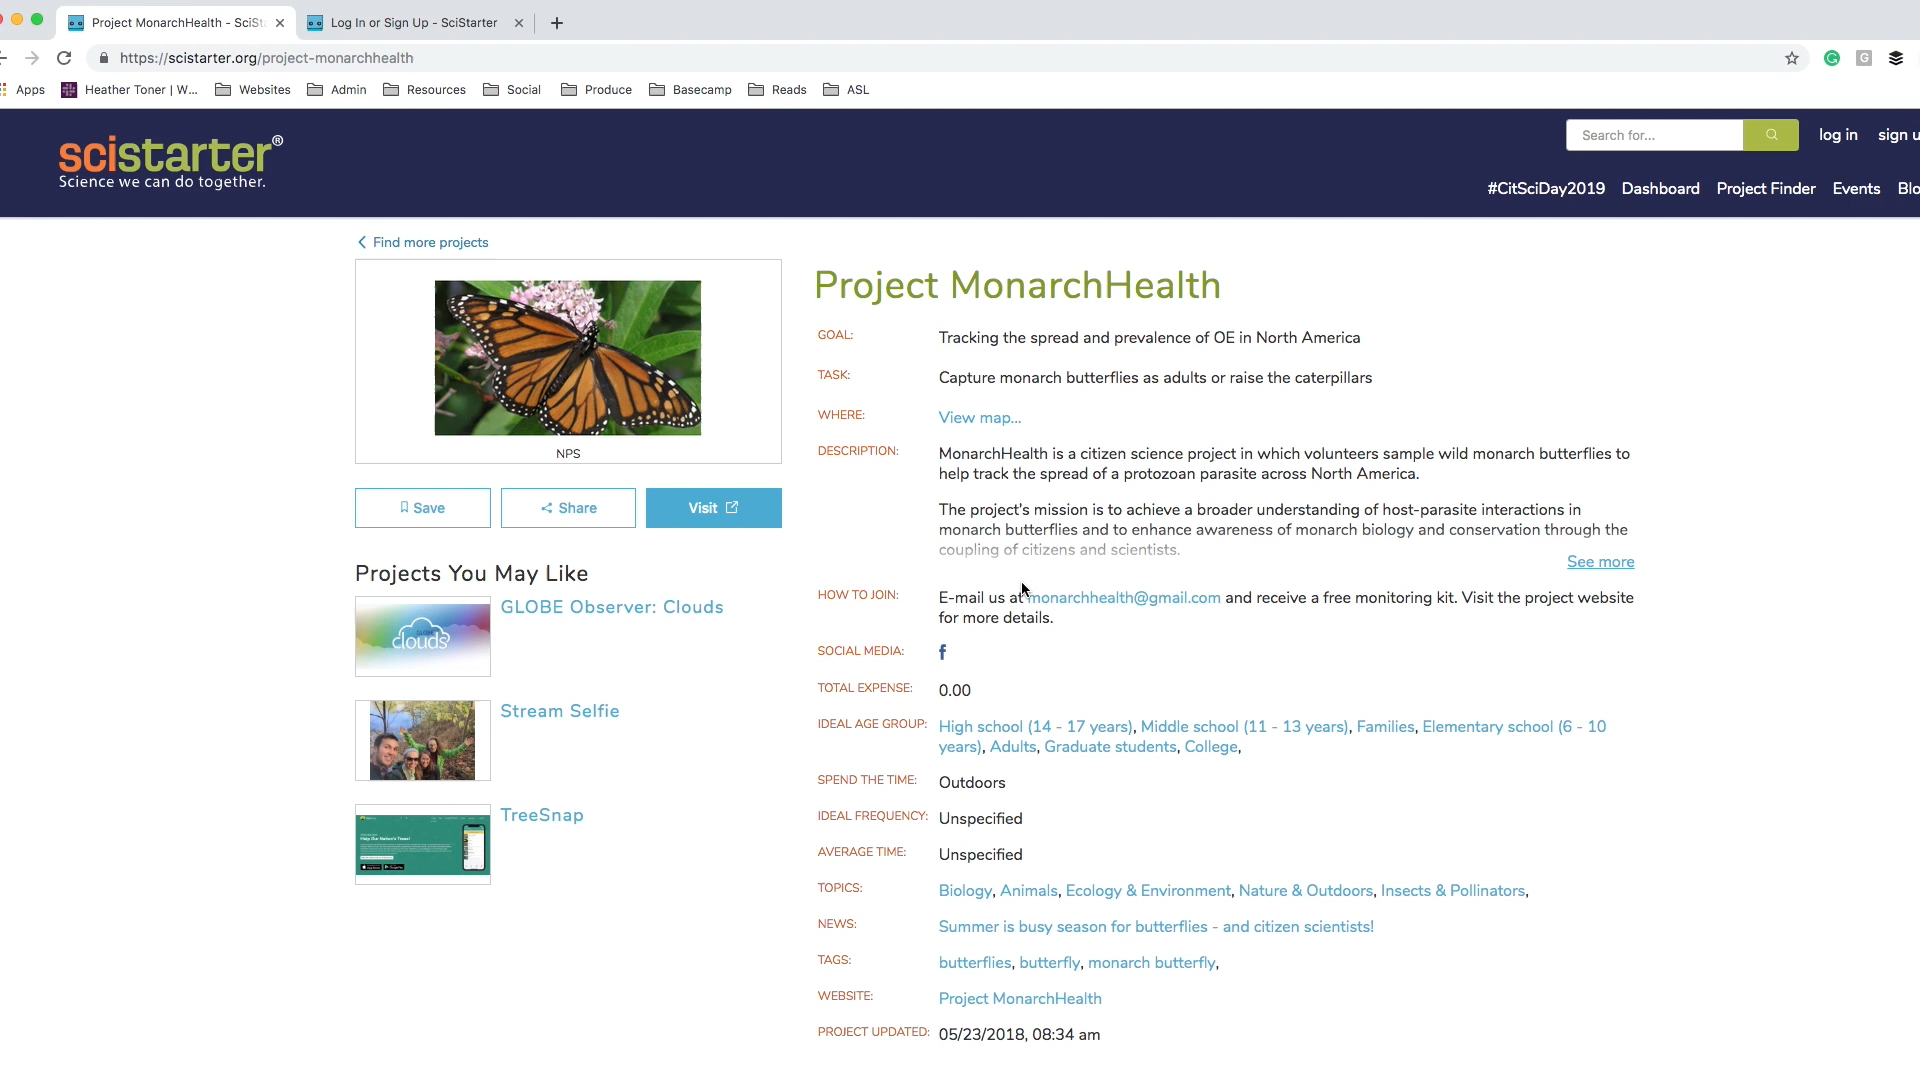 Project MonarchHealth - SciSt
Log In or Sign Up - SciStarter
https://scistarter.org/project-monarchhealth
Apps
Heather Toner | W...
Websites
Admin
Resources
Social
Produce
Basecamp
Reads
ASL
scistarter®
Science we can do together.
Search for...
log in
sign u
#CitSciDay2019
Dashboard
Project Finder
Events
Blo
Find more projects
NPS
Save
Share
Visit
Projects You May Like
GLOBE
clouds
GLOBE Observer: Clouds
Stream Selfie
TreeSnap
Project MonarchHealth
GOAL:
Tracking the spread and prevalence of OE in North America
TASK:
Capture monarch butterflies as adults or raise the caterpillars
WHERE:
View map...
DESCRIPTION:
MonarchHealth is a citizen science project in which volunteers sample wild monarch butterflies to
help track the spread of a protozoan parasite across North America.
The project's mission is to achieve a broader understanding of host-parasite interactions in
monarch butterflies and to enhance awareness of monarch biology and conservation through the
coupling of citizens and scientists.
See more
HOW TO JOIN:
E-mail us at monarchhealth@gmail.com and receive a free monitoring kit. Visit the project website
for more details.
SOCIAL MEDIA:
f
TOTAL EXPENSE:
0.00
IDEAL AGE GROUP:
High school (14 - 17 years), Middle school (11 - 13 years), Families, Elementary school (6 - 10
years), Adults, Graduate students, College,
SPEND THE TIME:
Outdoors
IDEAL FREQUENCY:
Unspecified
AVERAGE TIME:
Unspecified
TOPICS:
Biology, Animals, Ecology & Environment, Nature & Outdoors, Insects & Pollinators,
NEWS:
Summer is busy season for butterflies - and citizen scientists!
TAGS:
butterflies, butterfly, monarch butterfly,
WEBSITE:
Project MonarchHealth
PROJECT UPDATED:
05/23/2018, 08:34 am